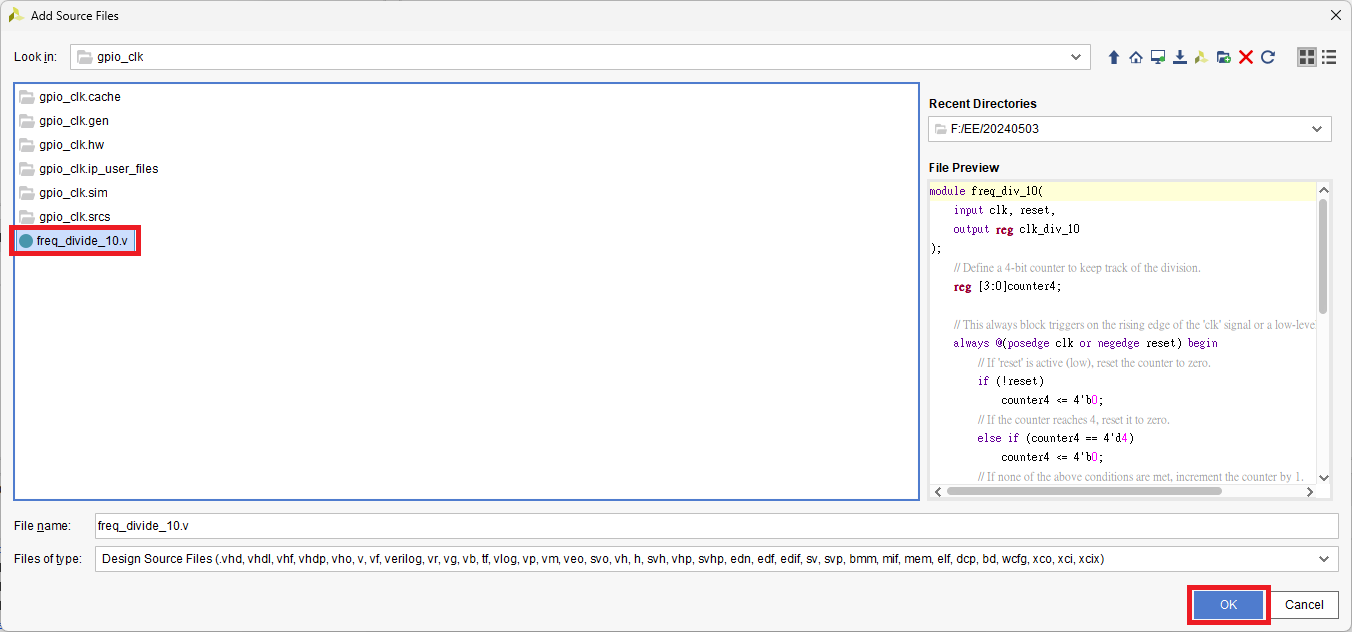 Add Source Files
Look in: gpio_clk
gpio_clk.cache
gpio_clk.gen
gpio_clk.hw
gpio_clk.ip_user_files
gpio_clk.sim
gpio_clk.srcs
freq_divide_10.v
Recent Directories
F:/EE/20240503
File Preview
module freq_div_10(
input clk, reset,
output reg clk_div_10
);
// Define a 4-bit counter to keep track of the division.
reg [3:0]counter4;
// This always block triggers on the rising edge of the 'clk' signal or a low-leve
always @(posedge clk or negedge reset) begin
// If 'reset' is active (low), reset the counter to zero.
if (!reset)
counter4 <= 4'b0;
// If the counter reaches 4, reset it to zero.
else if (counter4 == 4'd4)
counter4 <= 4'b0;
// If none of the above conditions are met, increment the counter by 1.
File name: freq_divide_10.v
Files of type: Design Source Files (.vhd, vhdl, vhf, vhdp, vho, v, vf, verilog, vr, vg, vb, tf, vlog, vp, vm, veo, svo, vh, h, svh, vhp, svhp, edn, edf, edif, sv, svp, bmm, mif, mem, elf, dcp, bd, wcfg, xco, xci, xcix)
OK Cancel